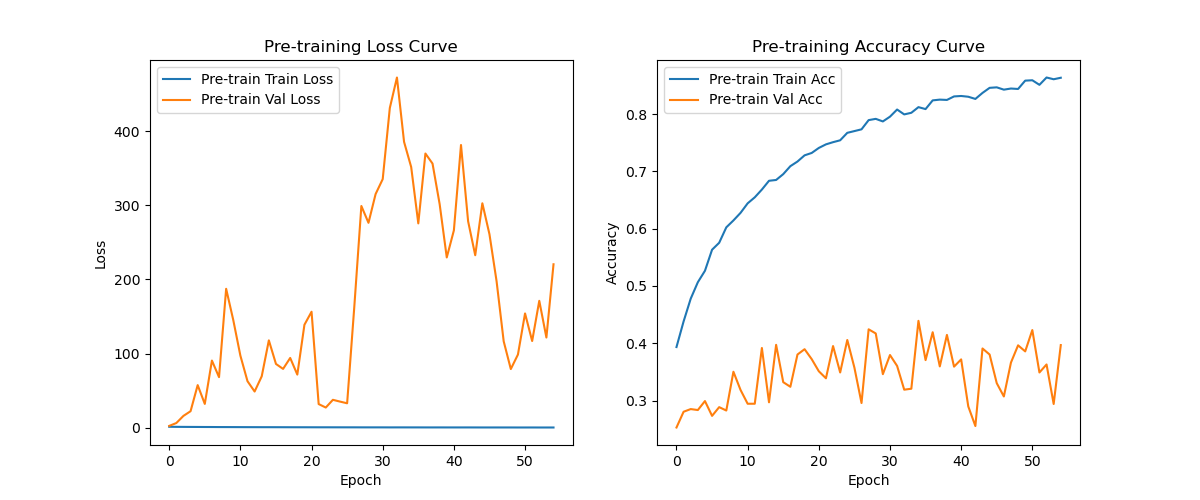 Pre-training Loss Curve
Pre-train Train Loss
Pre-train Val Loss
400
300
200
100
0
Loss
0 10 20 30 40 50
Epoch
Pre-training Accuracy Curve
Pre-train Train Acc
Pre-train Val Acc
0.8
0.7
0.6
0.5
0.4
0.3
Accuracy
0 10 20 30 40 50
Epoch